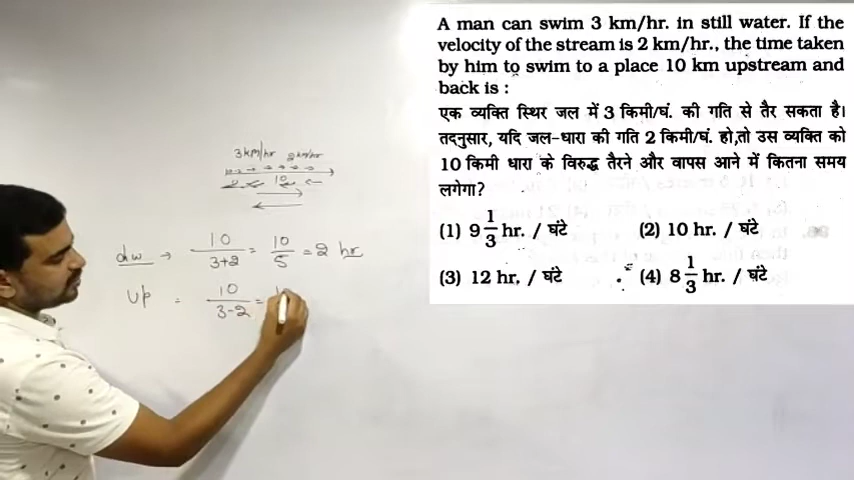 A man can swim 3 km/hr. in still water. If the
velocity of the stream is 2 km/hr., the time taken
by him to swim to a place 10 km upstream and
back is :
एक व्यक्ति स्थिर जल में 3 किमी/घं. की गति से तैर सकता है।
तदनुसार, यदि जल-धारा की गति 2 किमी/घं. हो,तो उस व्यक्ति को
10 किमी धारा के विरुद्ध तैरने और वापस आने में कितना समय
लगेगा?
(1) 9 1/3 hr. / घंटे (2) 10 hr. / घंटे
(3) 12 hr. / घंटे (4) 8 1/3 hr. / घंटे
3km/hr 2km/hr
10
dw → 10/3+2 = 10/5 = 2 hr
up = 10/3-2 =